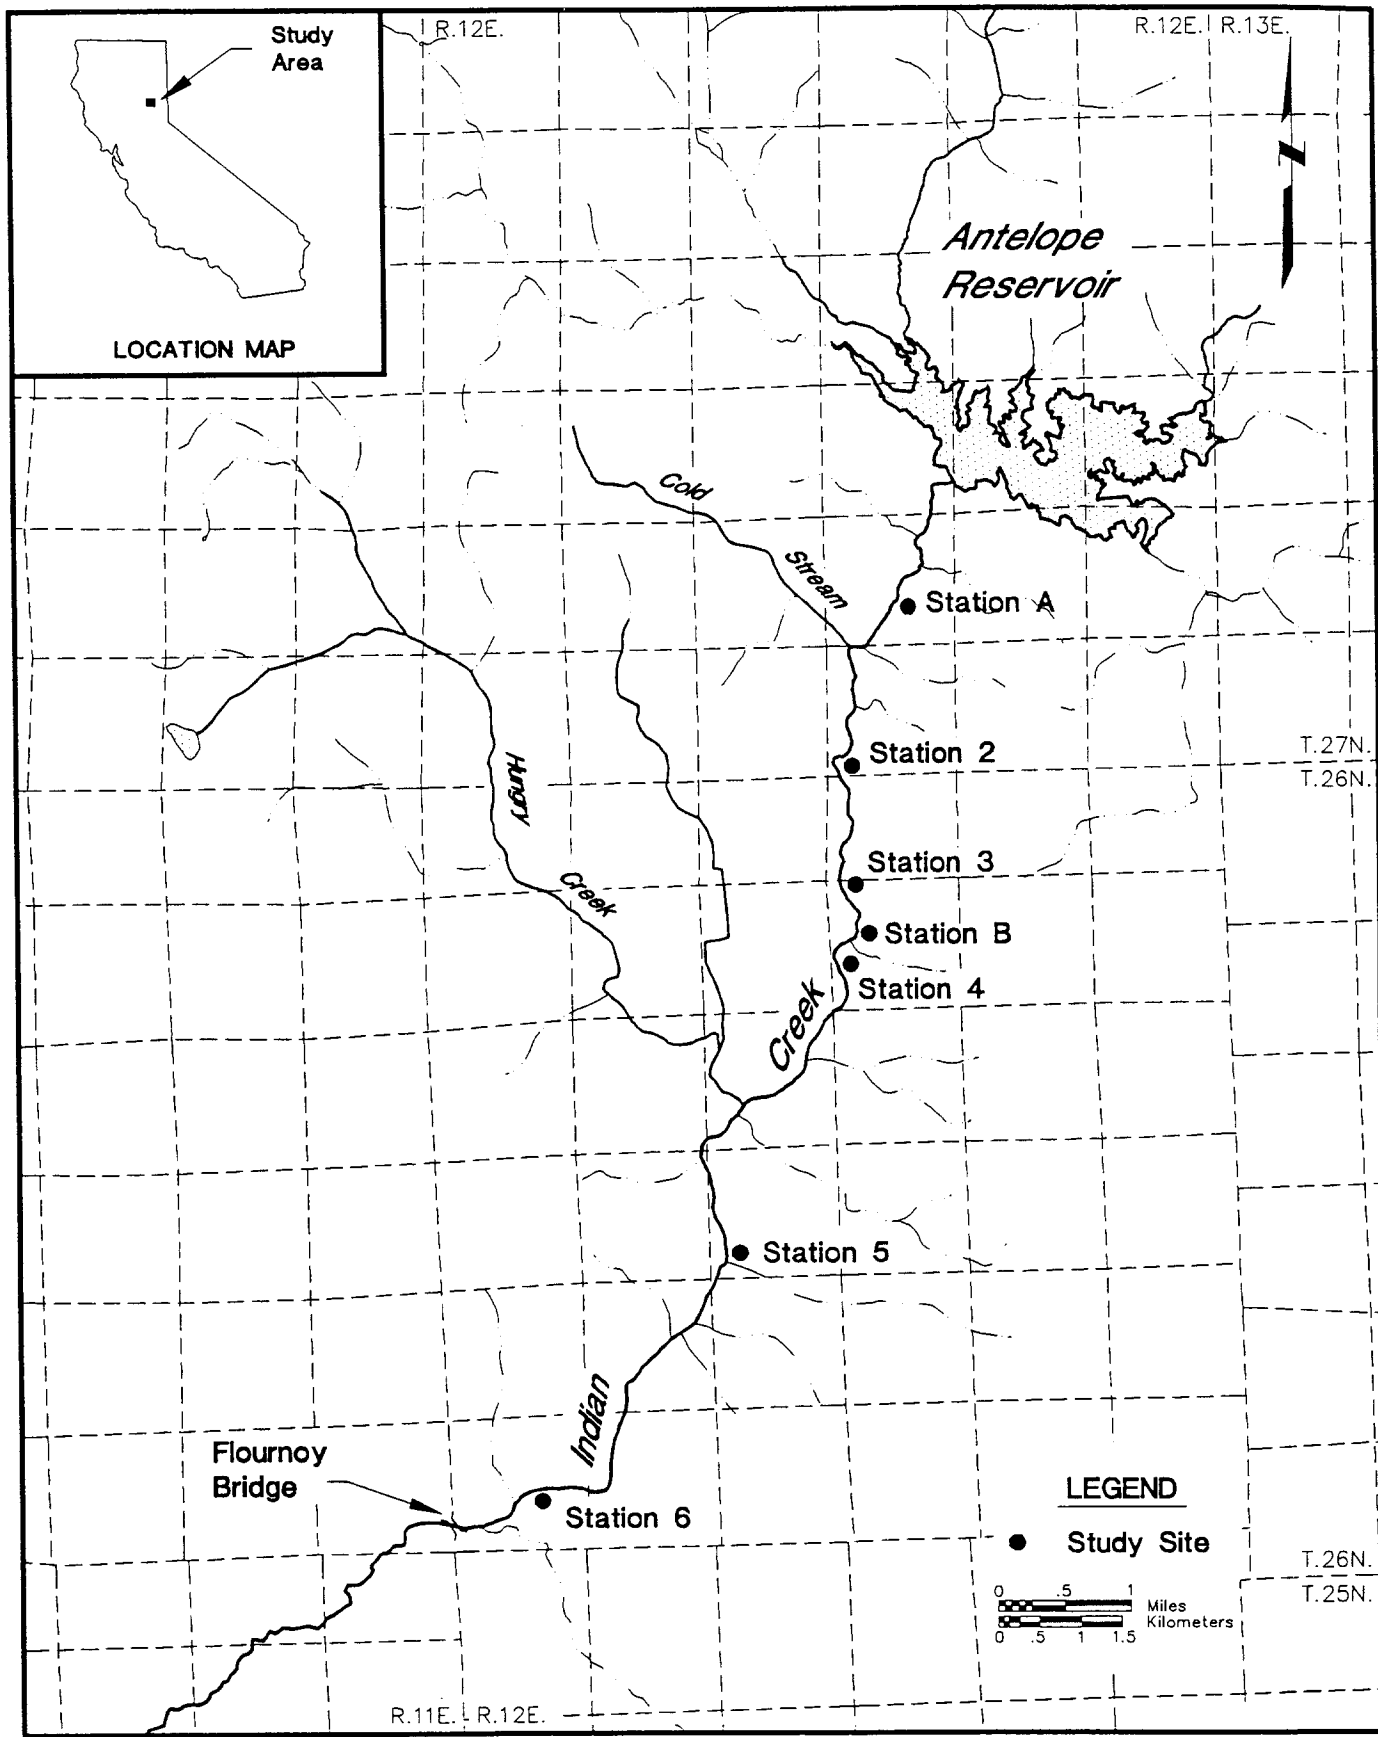 Study
Area
LOCATION MAP
R.12E.
R.12E. R.13E.
N
Antelope
Reservoir
Cold
Stream
Station A
Hungry
Creek
Station 2
T.27N.
T.26N.
Station 3
Station B
Station 4
Creek
Station 5
Indian
Flournoy
Bridge
Station 6
LEGEND
Study Site
0 .5 1
Miles
Kilometers
0 .5 1 1.5
T.26N.
T.25N.
R.11E. R.12E.